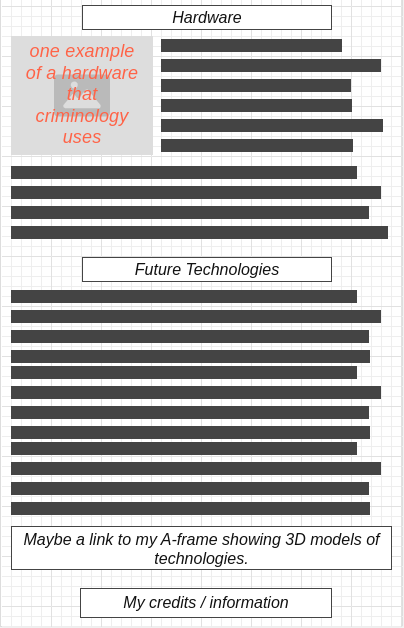 Hardware
one example
of a hardware
that
criminology
uses
Future Technologies
Maybe a link to my A-frame showing 3D models of
technologies.
My credits / information